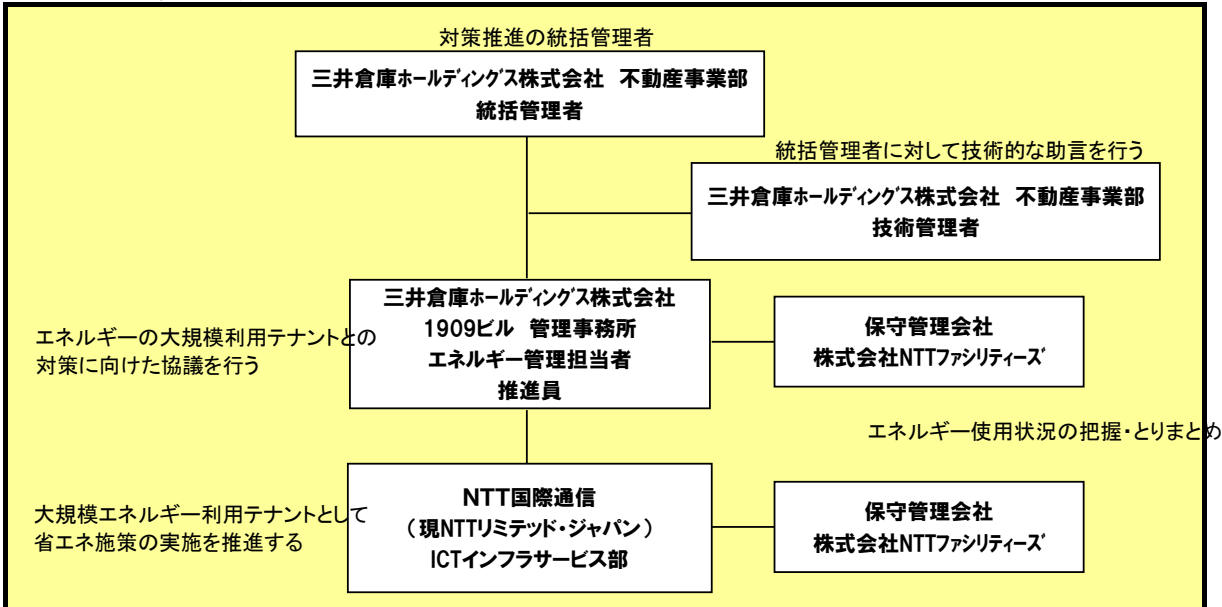 対策推進の統括管理者
三井倉庫ホールディングス株式会社 不動産事業部
統括管理者
統括管理者に対して技術的な助言を行う
三井倉庫ホールディングス株式会社 不動産事業部
技術管理者
エネルギーの大規模利用テナントとの
対策に向けた協議を行う
三井倉庫ホールディングス株式会社
1909ビル 管理事務所
エネルギー管理担当者
推進員
保守管理会社
株式会社NTTファシリティーズ
エネルギー使用状況の把握・とりまとめ
大規模エネルギー利用テナントとして
省エネ施策の実施を推進する
NTT国際通信
（現NTTリミテッド・ジャパン）
ICTインフラサービス部
保守管理会社
株式会社NTTファシリティーズ